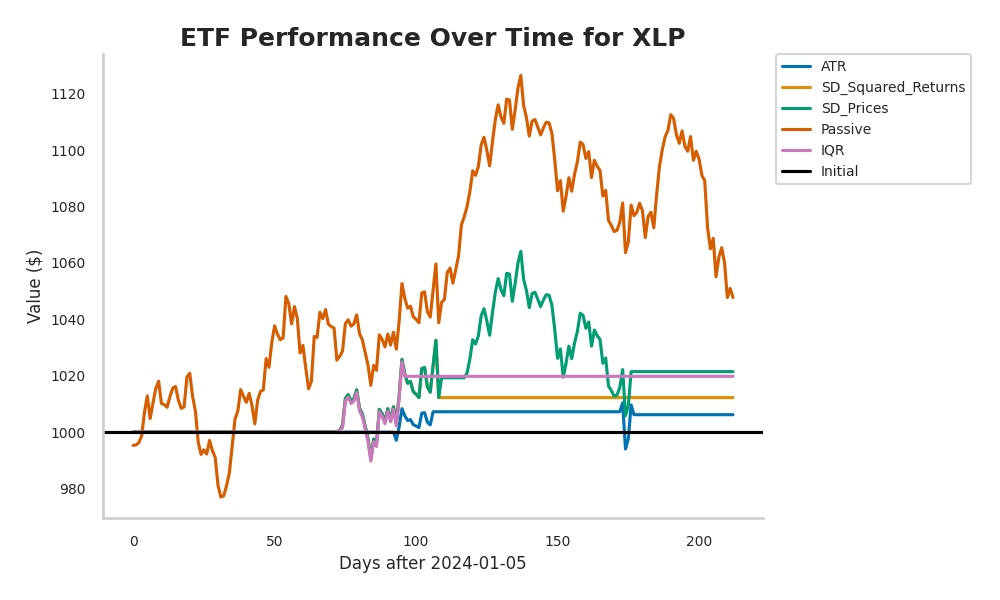 ETF Performance Over Time for XLP
Value ($)
1120
1100
1080
1060
1040
1020
1000
980
0 50 100 150 200
Days after 2024-01-05
ATR
SD_Squared_Returns
SD_Prices
Passive
IQR
Initial